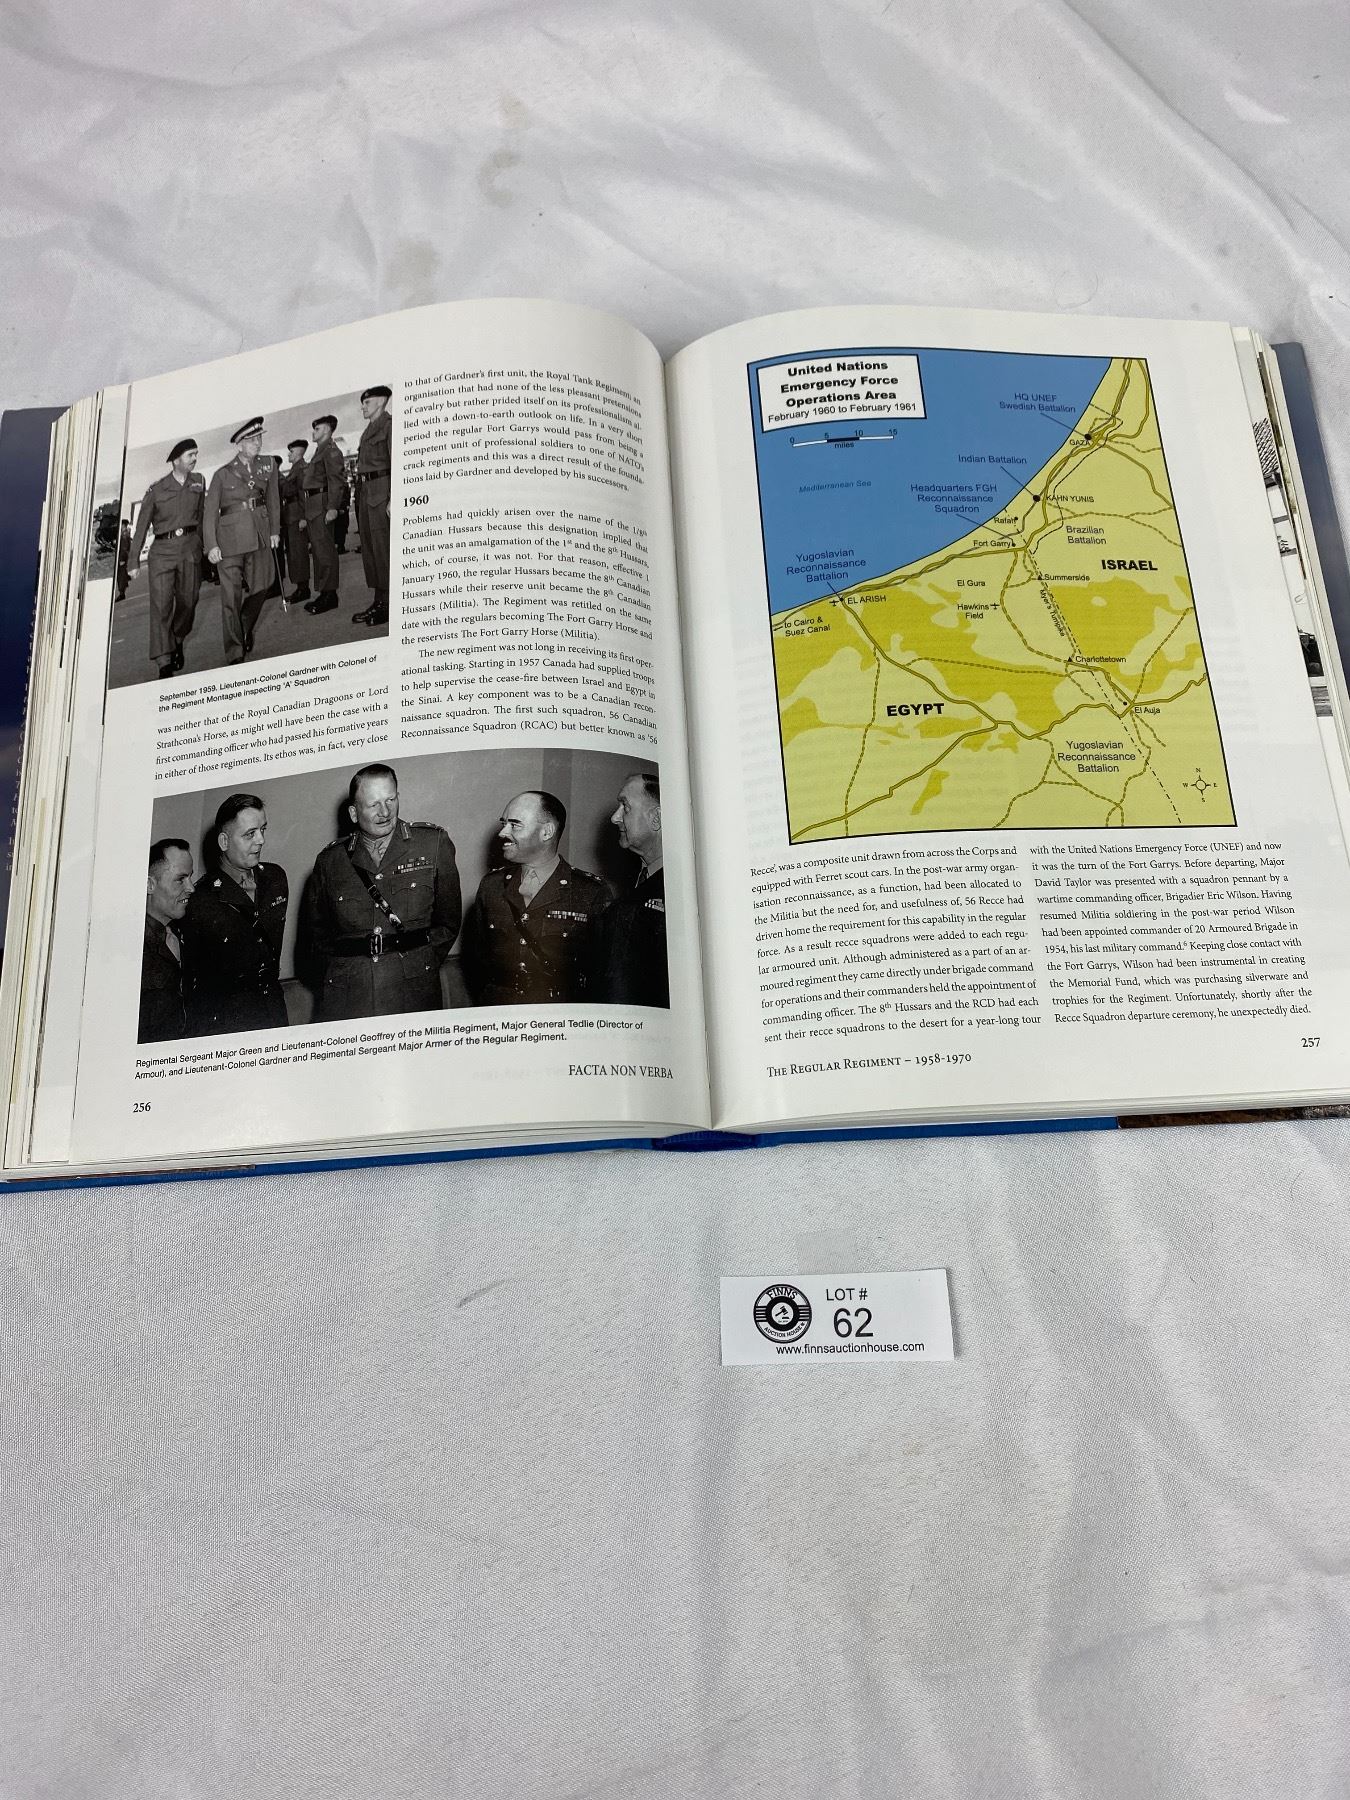 to that of Gardner's first unit, the Royal Tank Regiment; an
organisation that had none of the less pleasant pretensions
of cavalry but rather prided itself on its professionalism al-
lied with a down-to-earth outlook on life. In a very short
period the regular Fort Garrys would pass from being a
competent unit of professional soldiers to one of NATO's
crack regiments and this was a direct result of the founda-
tions laid by Gardner and developed by his successors.
1960
Problems had quickly arisen over the name of the 1/8th
Canadian Hussars because this designation implied that
the unit was an amalgamation of the 1st and the 8th Hussars,
which, of course, it was not. For that reason, effective 1
January 1960, the regular Hussars became the 8th Canadian
Hussars while their reserve unit became the 8th Canadian
Hussars (Militia). The Regiment was retitled on the same
date with the regulars becoming The Fort Garry Horse and
the reservists The Fort Garry Horse (Militia).
The new regiment was not long in receiving its first oper-
ational tasking. Starting in 1957 Canada had supplied troops
to help supervise the cease-fire between Israel and Egypt in
the Sinai. A key component was to be a Canadian recon-
naissance squadron. The first such squadron, 56 Canadian
Reconnaissance Squadron (RCAC) but better known as '56
September 1959. Lieutenant-Colonel Gardner with Colonel of
the Regiment Montague inspecting 'A' Squadron
was neither that of the Royal Canadian Dragoons or Lord
Strathcona's Horse, as might well have been the case with a
first commanding officer who had passed his formative years
in either of those regiments. Its ethos was, in fact, very close
Regimental Sergeant Major Green and Lieutenant-Colonel Geoffrey of the Militia Regiment, Major General Tedlie (Director of
Armour), and Lieutenant-Colonel Gardner and Regimental Sergeant Major Armer of the Regular Regiment.
FACTA NON VERBA
256
United Nations
Emergency Force
Operations Area
February 1960 to February 1961
0 5 10 15
miles
Mediterranean Sea
HQ UNEF
Swedish Battalion
GAZA
Indian Battalion
Headquarters FGH
Reconnaissance
Squadron
KAHN YUNIS
Rafah
Fort Garry
Brazilian
Battalion
Yugoslavian
Reconnaissance
Battalion
ISRAEL
EL ARISH
El Gura
Summerside
Hawkins
Field
Myer's Turnpike
to Cairo &
Suez Canal
Charlottetown
EGYPT
El Auja
Yugoslavian
Reconnaissance
Battalion
N
W E
S
Recce', was a composite unit drawn from across the Corps and
equipped with Ferret scout cars. In the post-war army organ-
isation reconnaissance, as a function, had been allocated to
the Militia but the need for, and usefulness of, 56 Recce had
driven home the requirement for this capability in the regular
force. As a result recce squadrons were added to each regu-
lar armoured unit. Although administered as a part of an ar-
moured regiment they came directly under brigade command
for operations and their commanders held the appointment of
commanding officer. The 8th Hussars and the RCD had each
sent their recce squadrons to the desert for a year-long tour
with the United Nations Emergency Force (UNEF) and now
it was the turn of the Fort Garrys. Before departing, Major
David Taylor was presented with a squadron pennant by a
wartime commanding officer, Brigadier Eric Wilson. Having
resumed Militia soldiering in the post-war period Wilson
had been appointed commander of 20 Armoured Brigade in
1954, his last military command.6 Keeping close contact with
the Fort Garrys, Wilson had been instrumental in creating
the Memorial Fund, which was purchasing silverware and
trophies for the Regiment. Unfortunately, shortly after the
Recce Squadron departure ceremony, he unexpectedly died.
THE REGULAR REGIMENT – 1958-1970
257
FINNS
AUCTION HOUSE
LOT #
62
www.finnsauctionhouse.com